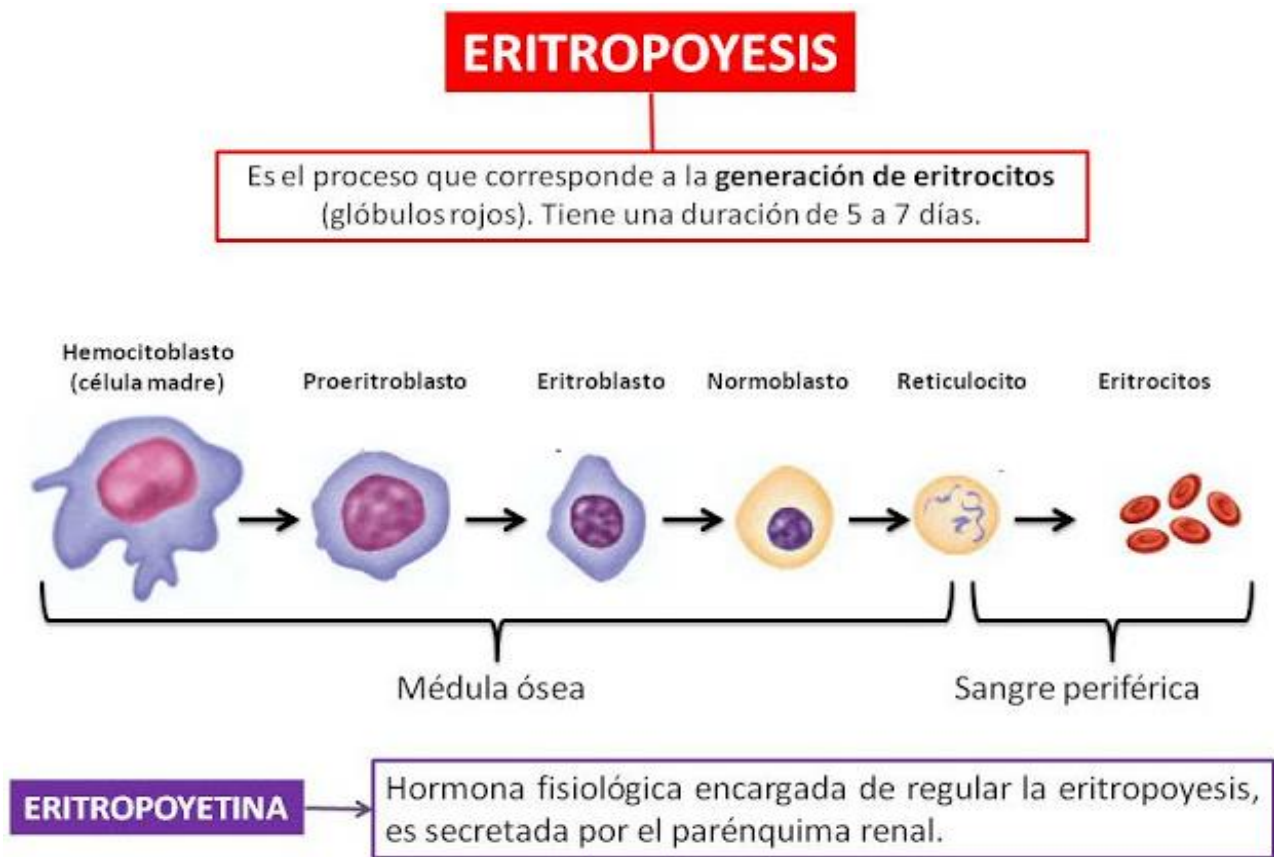 ERITROPOYESIS
Es el proceso que corresponde a la generación de eritrocitos
(glóbulos rojos). Tiene una duración de 5 a 7 días.
Hemocitoblasto
(célula madre)
Proeritroblasto
Eritroblasto
Normoblasto
Reticulocito
Eritrocitos
Médula ósea
Sangre periférica
ERITROPOYETINA
Hormona fisiológica encargada de regular la eritropoyesis,
es secretada por el parénquima renal.